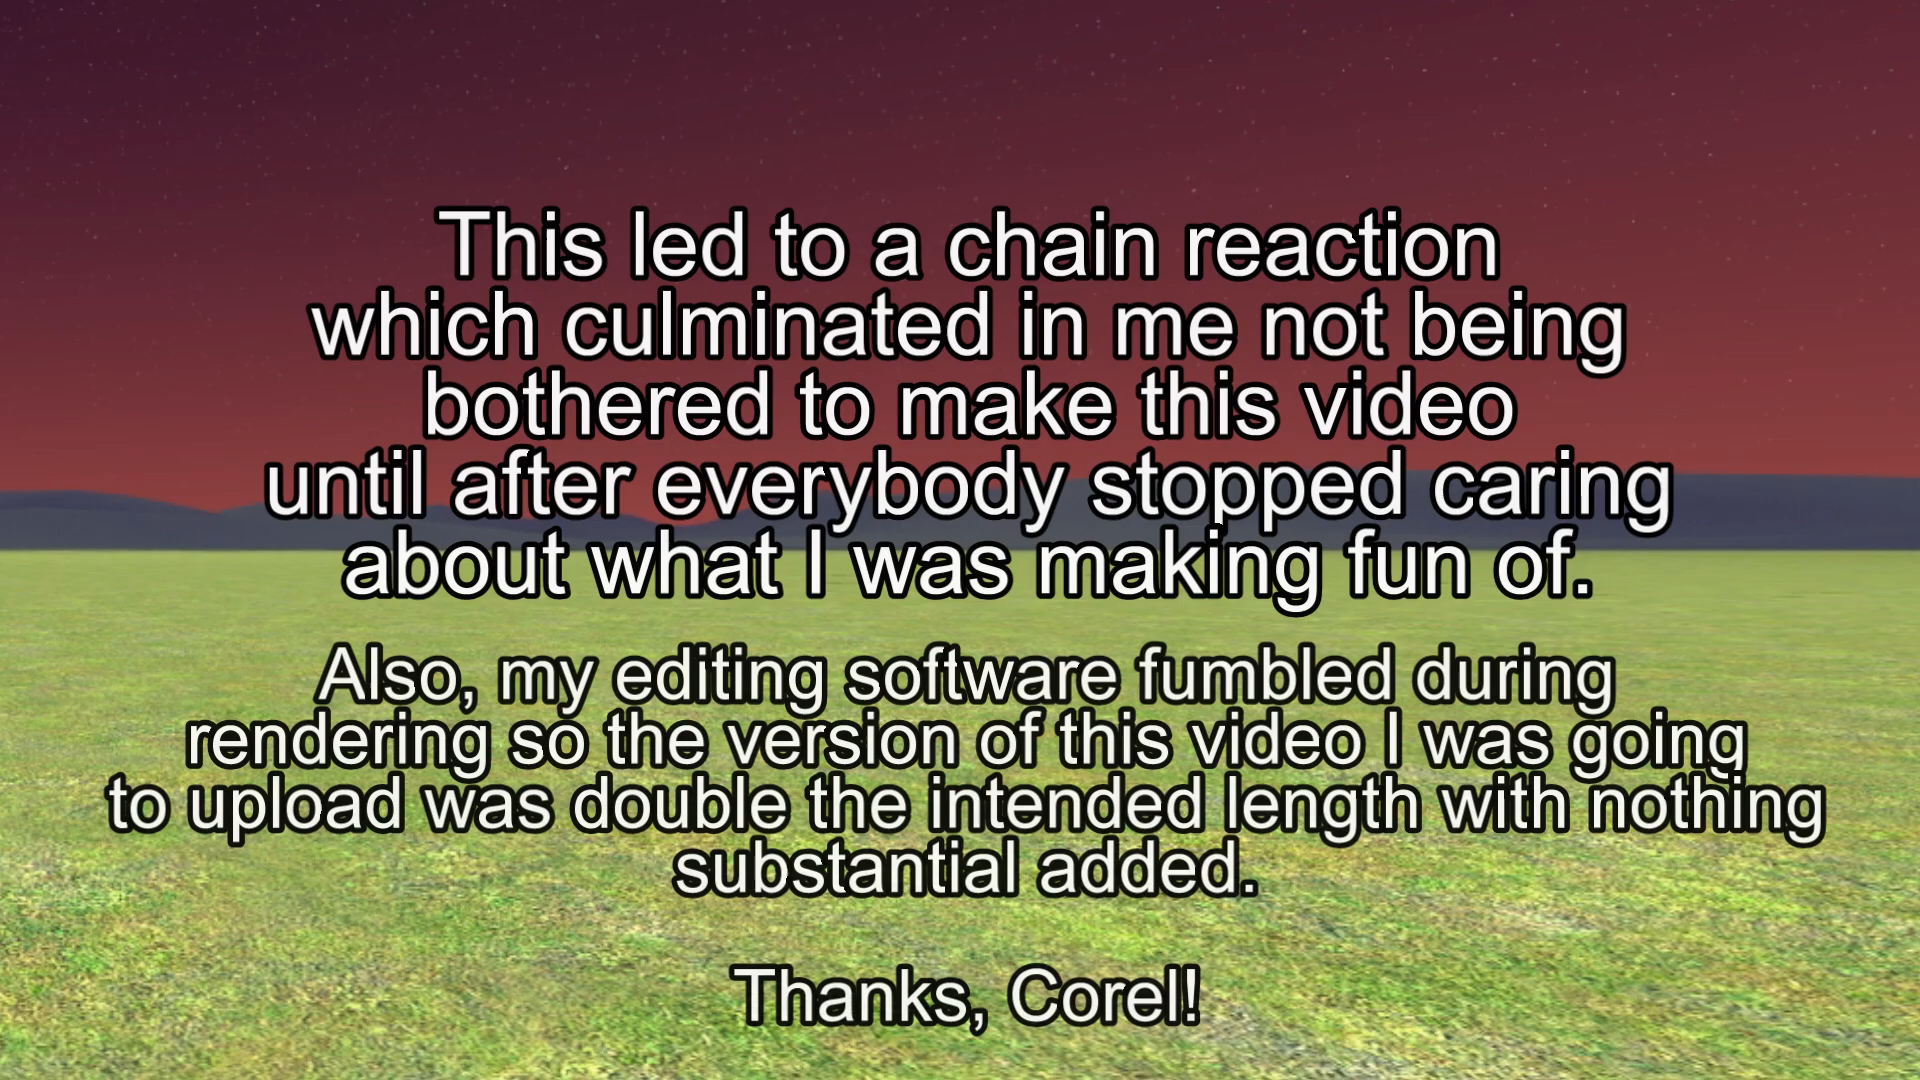 This led to a chain reaction
which culminated in me not being
bothered to make this video
until after everybody stopped caring
about what I was making fun of.
Also, my editing software fumbled during
rendering so the version of this video I was going
to upload was double the intended length with nothing
substantial added.
Thanks, Corel!